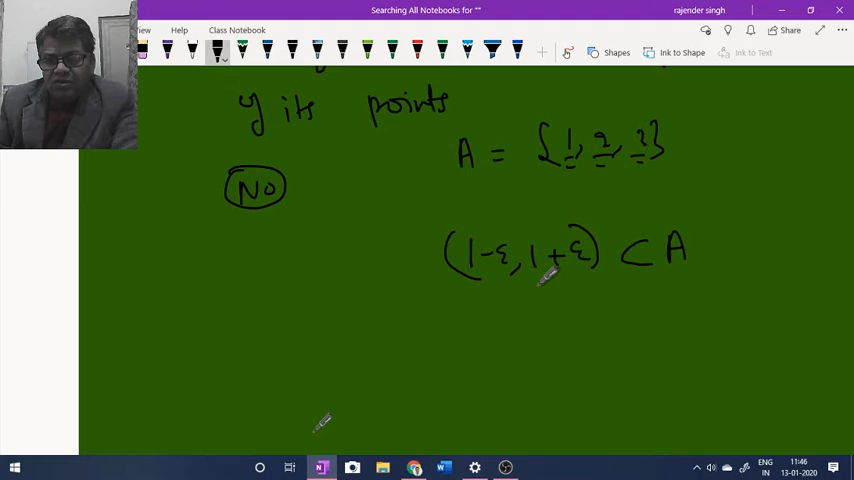 Searching All Notebooks for ""
rajender singh
View Help Class Notebook
Share
Shapes Ink to Shape Ink to Text
y its points
A = {1, 2, 3}
NO
(1-ε, 1+ε) ⊂ A
ENG
IN
11:46
13-01-2020